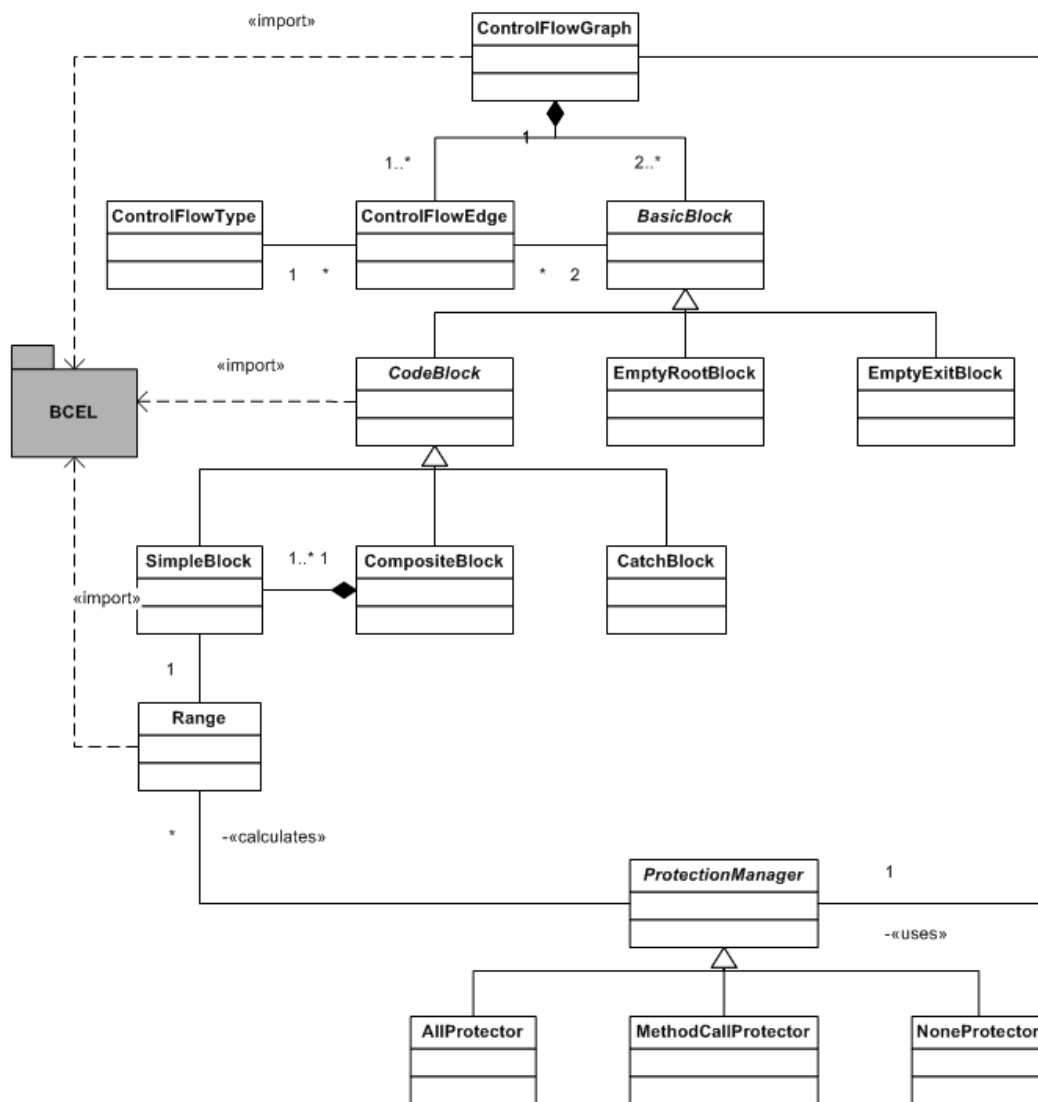 «import»
ControlFlowGraph
1
1..*
2..*
ControlFlowType
ControlFlowEdge
BasicBlock
1 *
* 2
«import»
CodeBlock
EmptyRootBlock
EmptyExitBlock
BCEL
SimpleBlock
1..* 1
CompositeBlock
CatchBlock
«import»
1
Range
* -«calculates»
ProtectionManager
1
-«uses»
AllProtector
MethodCallProtector
NoneProtector